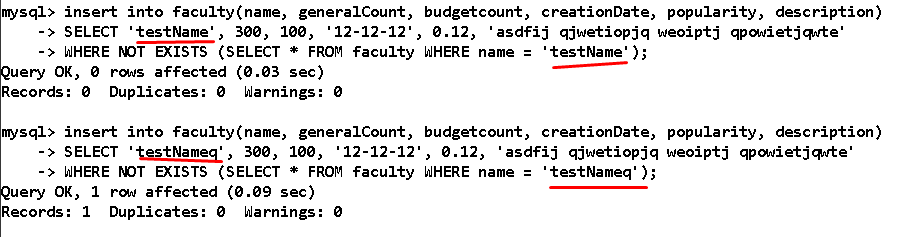 mysql> insert into faculty(name, generalCount, budgetcount, creationDate, popularity, description)
-> SELECT 'testName', 300, 100, '12-12-12', 0.12, 'asdfij qjwetiopjq weoiptj qpowietjqwte'
-> WHERE NOT EXISTS (SELECT * FROM faculty WHERE name = 'testName');
Query OK, 0 rows affected (0.03 sec)
Records: 0  Duplicates: 0  Warnings: 0
mysql> insert into faculty(name, generalCount, budgetcount, creationDate, popularity, description)
-> SELECT 'testNameq', 300, 100, '12-12-12', 0.12, 'asdfij qjwetiopjq weoiptj qpowietjqwte'
-> WHERE NOT EXISTS (SELECT * FROM faculty WHERE name = 'testNameq');
Query OK, 1 row affected (0.09 sec)
Records: 1  Duplicates: 0  Warnings: 0